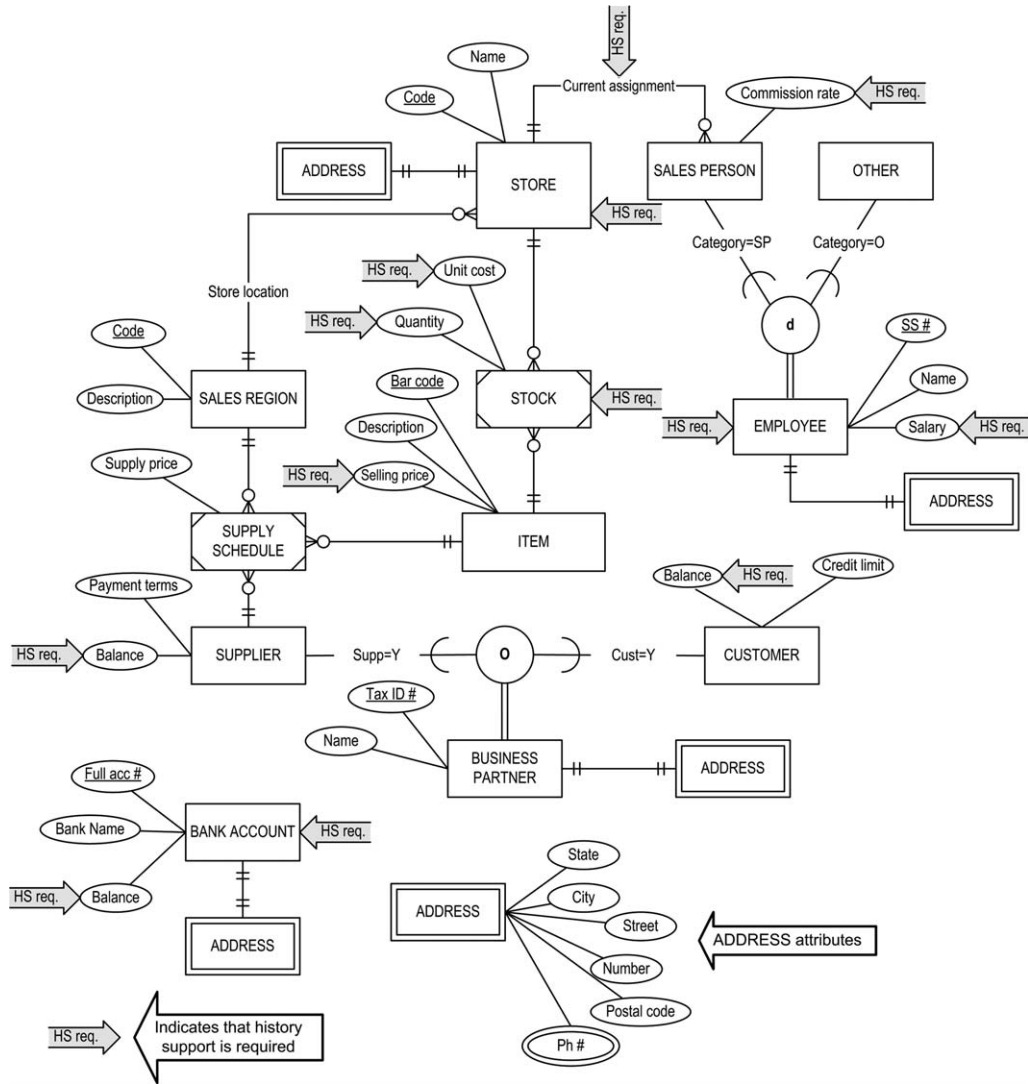 HS req.
Name
Current assignment
Code
Commission rate
HS req.
ADDRESS
STORE
SALES PERSON
OTHER
HS req.
Category=SP
Category=O
HS req.
Unit cost
Store location
HS req.
Quantity
d
SS #
Code
Bar code
Name
Description
SALES REGION
STOCK
HS req.
HS req.
EMPLOYEE
Salary
HS req.
Description
Supply price
HS req.
Selling price
ADDRESS
SUPPLY
SCHEDULE
ITEM
Payment terms
Balance
HS req.
Credit limit
HS req.
Balance
SUPPLIER
Supp=Y
O
Cust=Y
CUSTOMER
Tax ID #
Name
BUSINESS
PARTNER
ADDRESS
Full acc #
Bank Name
BANK ACCOUNT
HS req.
HS req.
Balance
State
City
ADDRESS
Street
ADDRESS attributes
ADDRESS
Number
Postal code
HS req.
Indicates that history
support is required
Ph #